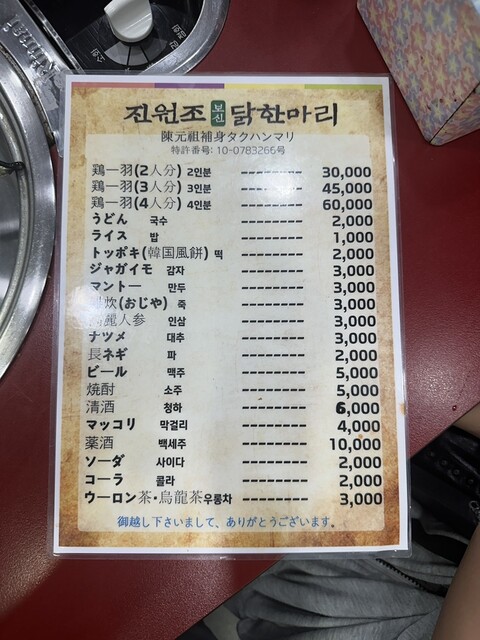 진원조 보신 닭한마리
陳元祖補身タクハンマリ
特許番号: 10-0783266号
鶏一羽(2人分) 2인분 --------- 30,000
鶏一羽(3人分) 3인분 --------- 45,000
鶏一羽(4人分) 4인분 --------- 60,000
うどん 국수 --------- 2,000
ライス 밥 --------- 1,000
トッポキ(韓国風餅) 떡 --------- 2,000
ジャガイモ 감자 --------- 3,000
マントー 만두 --------- 3,000
炊(おじや) 죽 --------- 3,000
麗人参 인삼 --------- 3,000
ナツメ 대추 --------- 3,000
長ネギ 파 --------- 2,000
ビール 맥주 --------- 5,000
焼酎 소주 --------- 5,000
清酒 청하 --------- 6,000
マッコリ 막걸리 --------- 4,000
薬酒 백세주 --------- 10,000
ソーダ 사이다 --------- 2,000
コーラ 콜라 --------- 2,000
ウーロン茶·烏龍茶우롱차 --------- 3,000
御越し下さいまして、ありがとうございます。